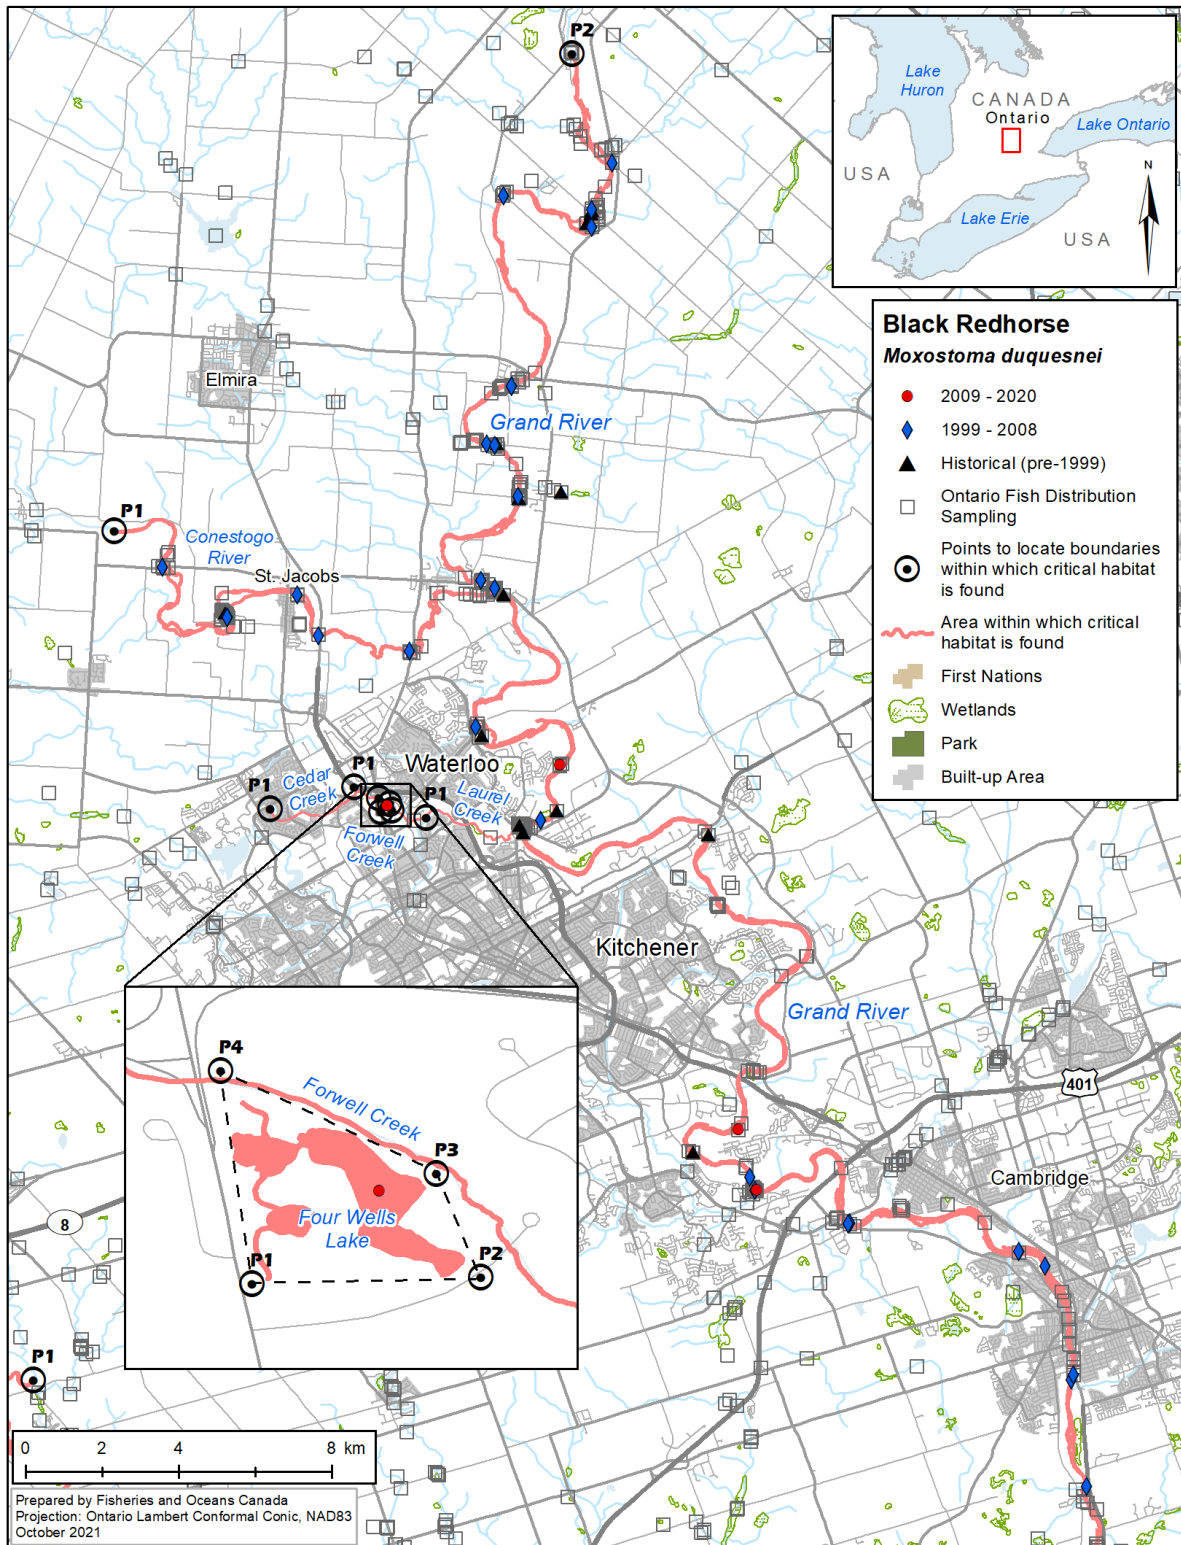 P2
Lake
Huron
CANADA
Ontario
Lake Ontario
USA
Lake Erie
USA
N
Black Redhorse
Moxostoma duquesnei
2009 - 2020
1999 - 2008
Historical (pre-1999)
Ontario Fish Distribution
Sampling
Points to locate boundaries
within which critical habitat
is found
Area within which critical
habitat is found
First Nations
Wetlands
Park
Built-up Area
Elmira
Grand River
P1
Conestogo
River
St. Jacobs
Waterloo
P1
Cedar
Creek
P1
P1
Laurel
Creek
Forwell
Creek
Kitchener
Grand River
401
Cambridge
P4
Forwell Creek
P3
Four Wells
Lake
P1
P2
8
P1
0 2 4 8 km
Prepared by Fisheries and Oceans Canada
Projection: Ontario Lambert Conformal Conic, NAD83
October 2021